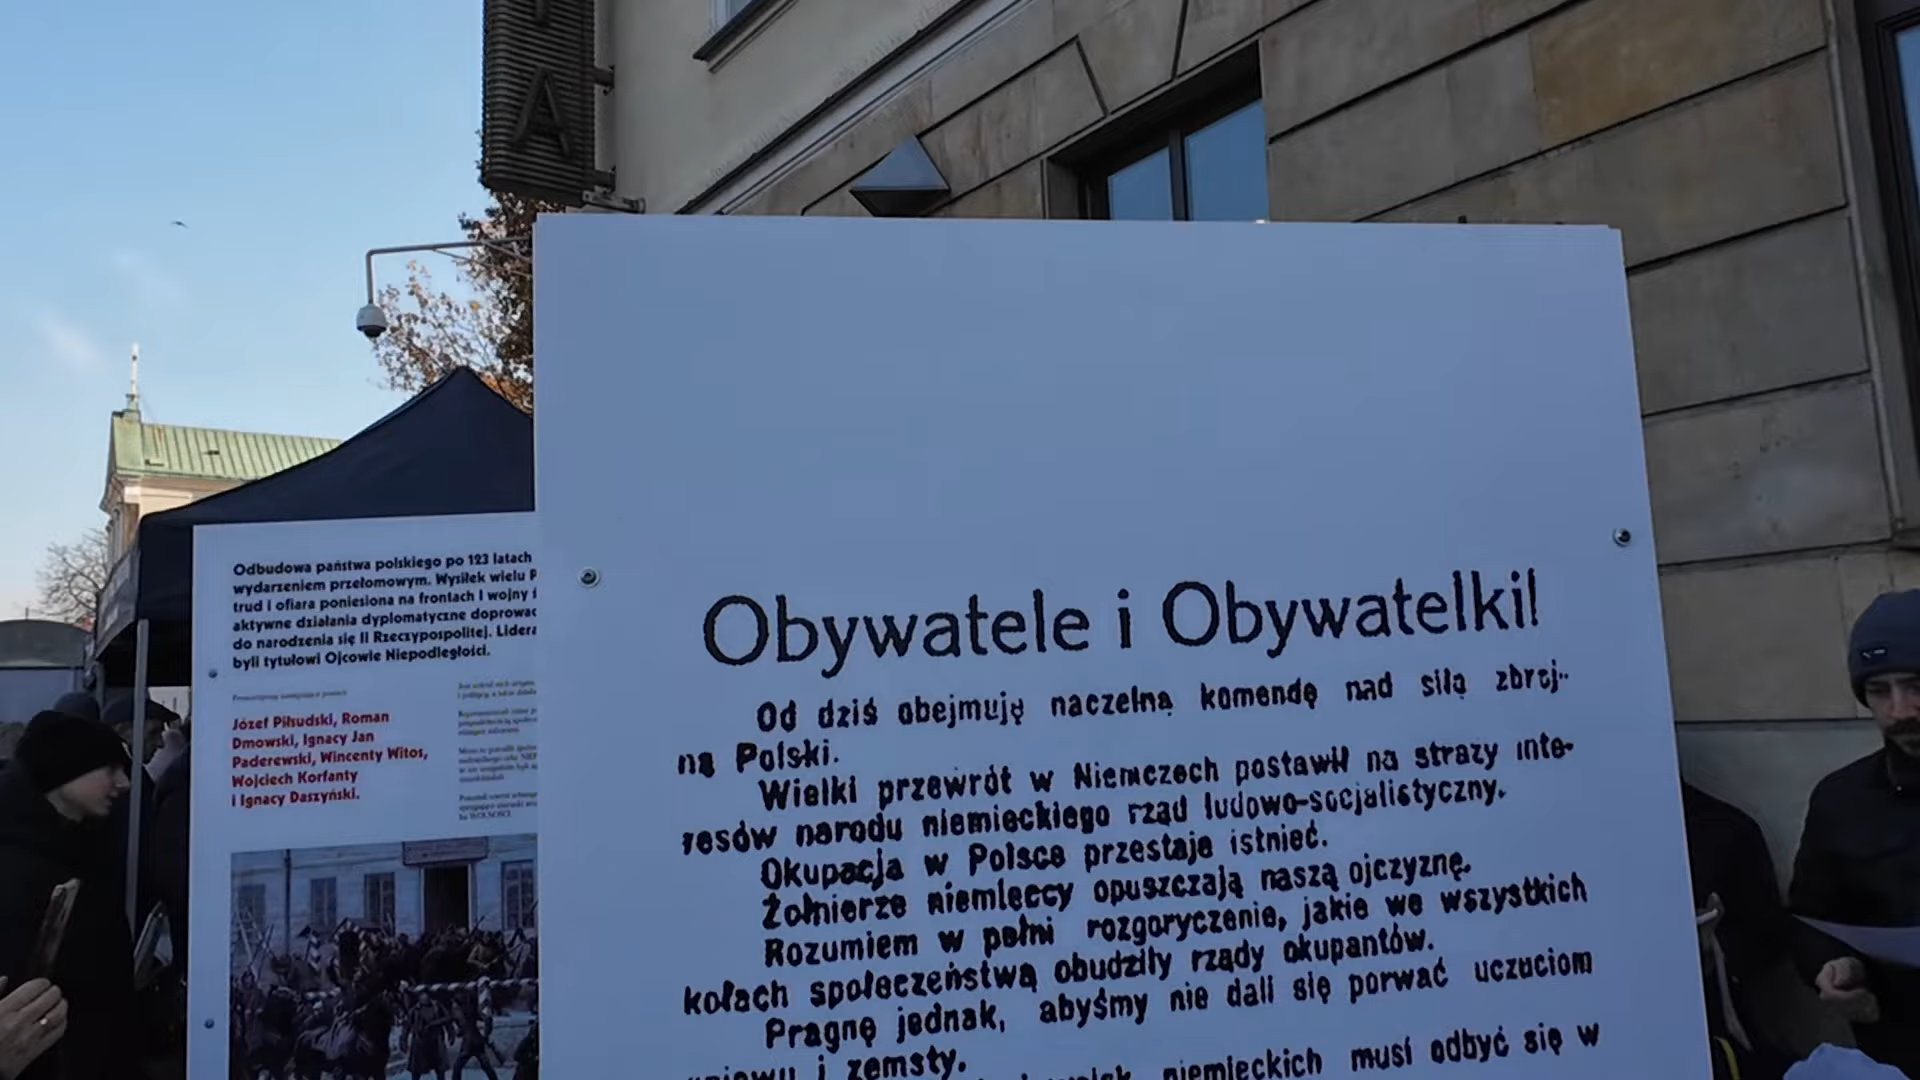 A
Odbudowa państwa polskiego po 123 latach
wydarzeniem przełomowym. Wysiłek wielu P
trud i ofiara poniesiona na frontach I wojny ś
aktywne działania dyplomatyczne doprowad
do narodzenia się II Rzeczypospolitej. Lidera
byli tytułowi Ojcowie Niepodległości.
Józef Piłsudski, Roman
Dmowski, Ignacy Jan
Paderewski, Wincenty Witos,
Wojciech Korfanty
i Ignacy Daszyński.
Obywatele i Obywatelki!
Od dziś obejmuję naczelną komendę nad siłą zbroj-
ną Polski.
Wielki przewrót w Niemczech postawił na straży inte-
resów narodu niemieckiego rząd ludowo-socjalistyczny.
Okupacja w Polsce przestaje istnieć.
Żołnierze niemieccy opuszczają naszą ojczyznę.
Rozumiem w pełni rozgoryczenie, jakie we wszystkich
kołach społeczeństwa obudziły rządy okupantów.
Pragnę jednak, abyśmy nie dali się porwać uczuciom
gniewu i zemsty.
niemieckich musi odbyć się w